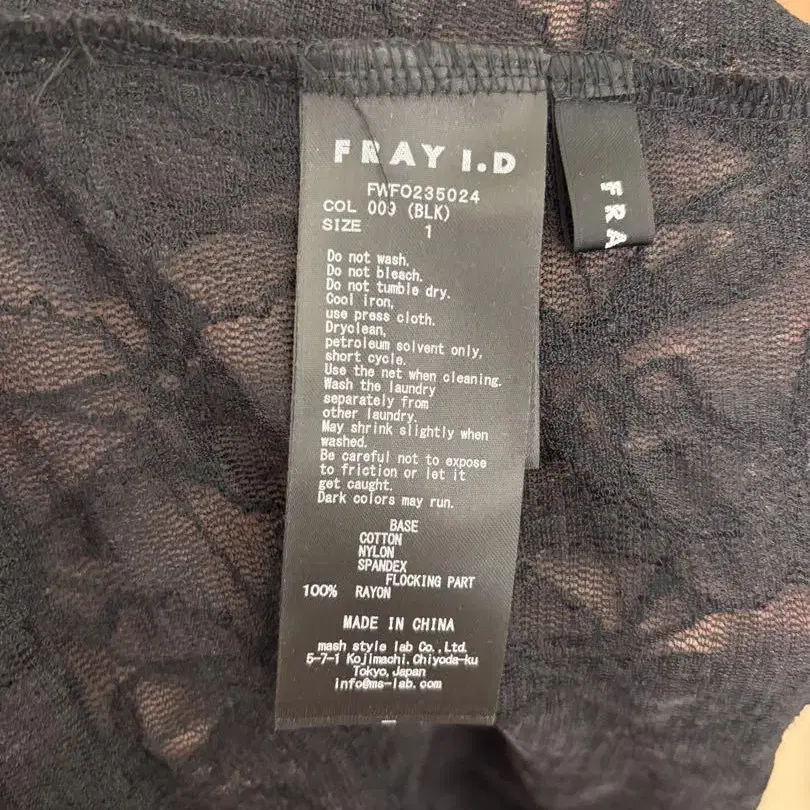 FRAY I.D
FWFO235024
COL 009 (BLK)
SIZE 1
Do not wash.
Do not bleach.
Do not tumble dry.
Cool iron,
use press cloth.
Dryclean,
petroleum solvent only,
short cycle.
Use the net when cleaning.
Wash the laundry
separately from
other laundry.
May shrink slightly when
washed.
Be careful not to expose
to friction or let it
get caught.
Dark colors may run.
BASE
COTTON
NYLON
SPANDEX
FLOCKING PART
100% RAYON
MADE IN CHINA
mash style lab Co.,Ltd.
5-7-1 Kojimachi,Chiyoda-ku
Tokyo,Japan
info@ms-lab.com
FRA